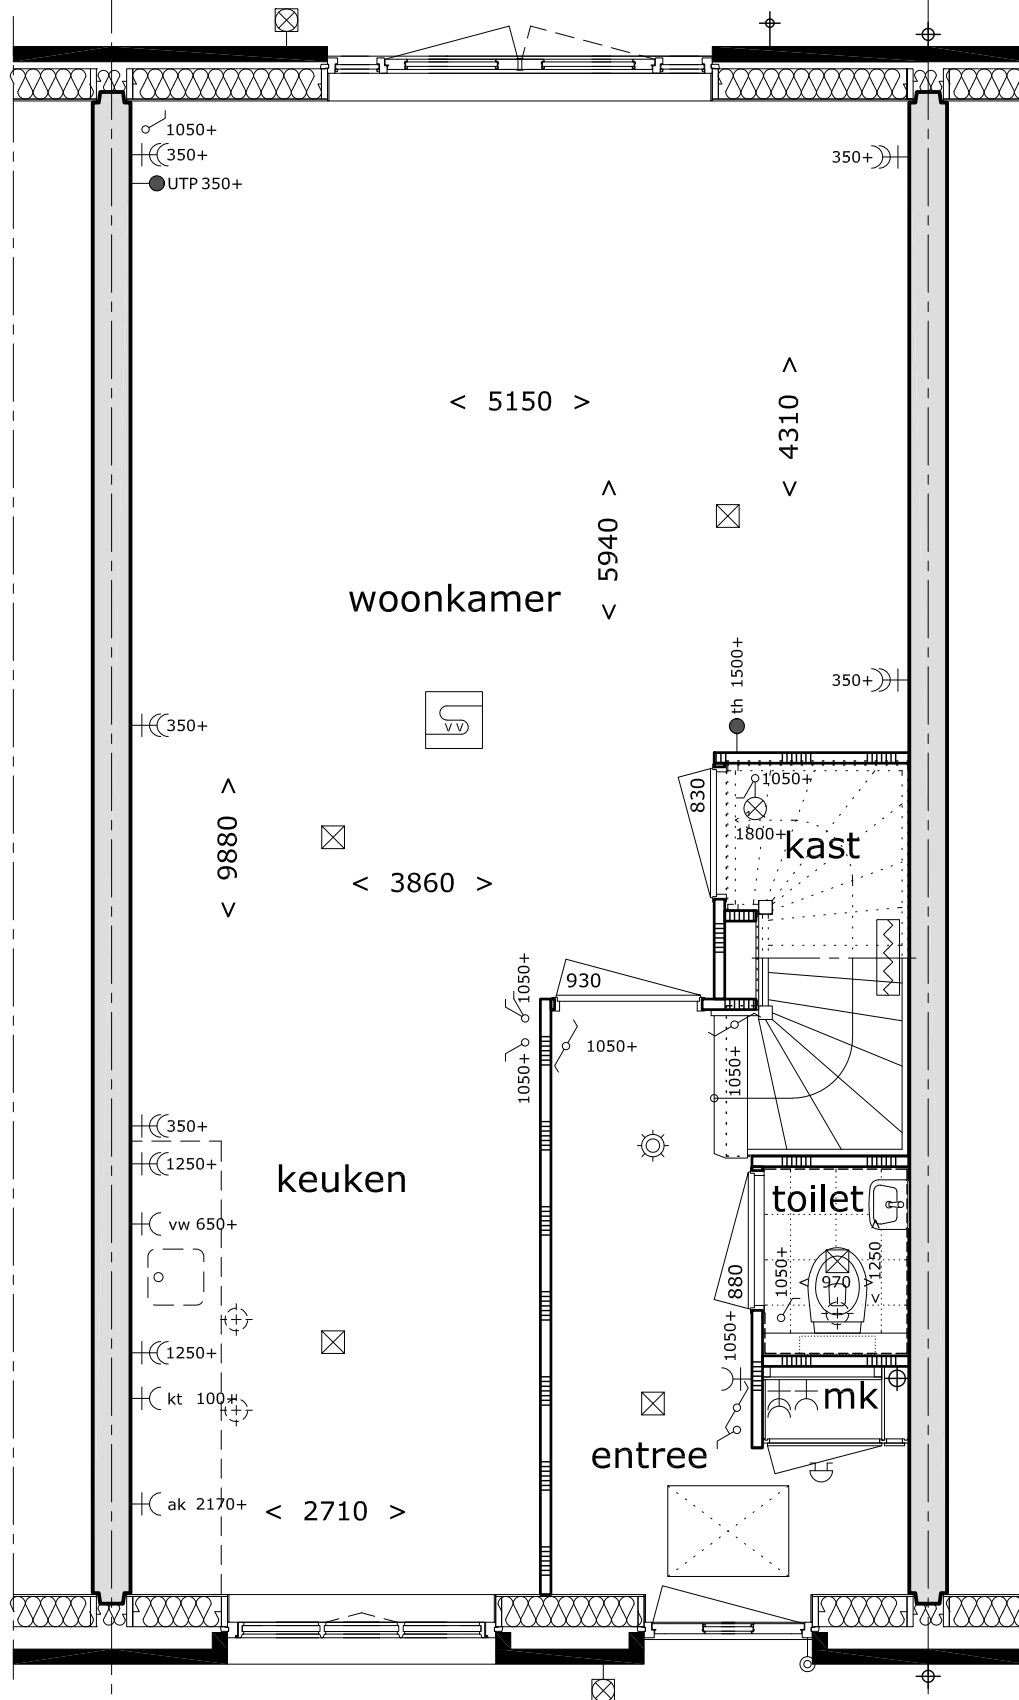 1050+
350+
UTP 350+
350+
< 5150 >
< 4310 >
< 5940 >
woonkamer
th 1500+
350+
350+
v v
830
1050+
1800+
kast
< 9880 >
< 3860 >
930
1050+
1050+
1050+
1050+
350+
1250+
keuken
toilet
vw 650+
1050+
< 1250 >
< 970 >
880
1050+
1250+
kt 100+
mk
entree
ak 2170+
< 2710 >